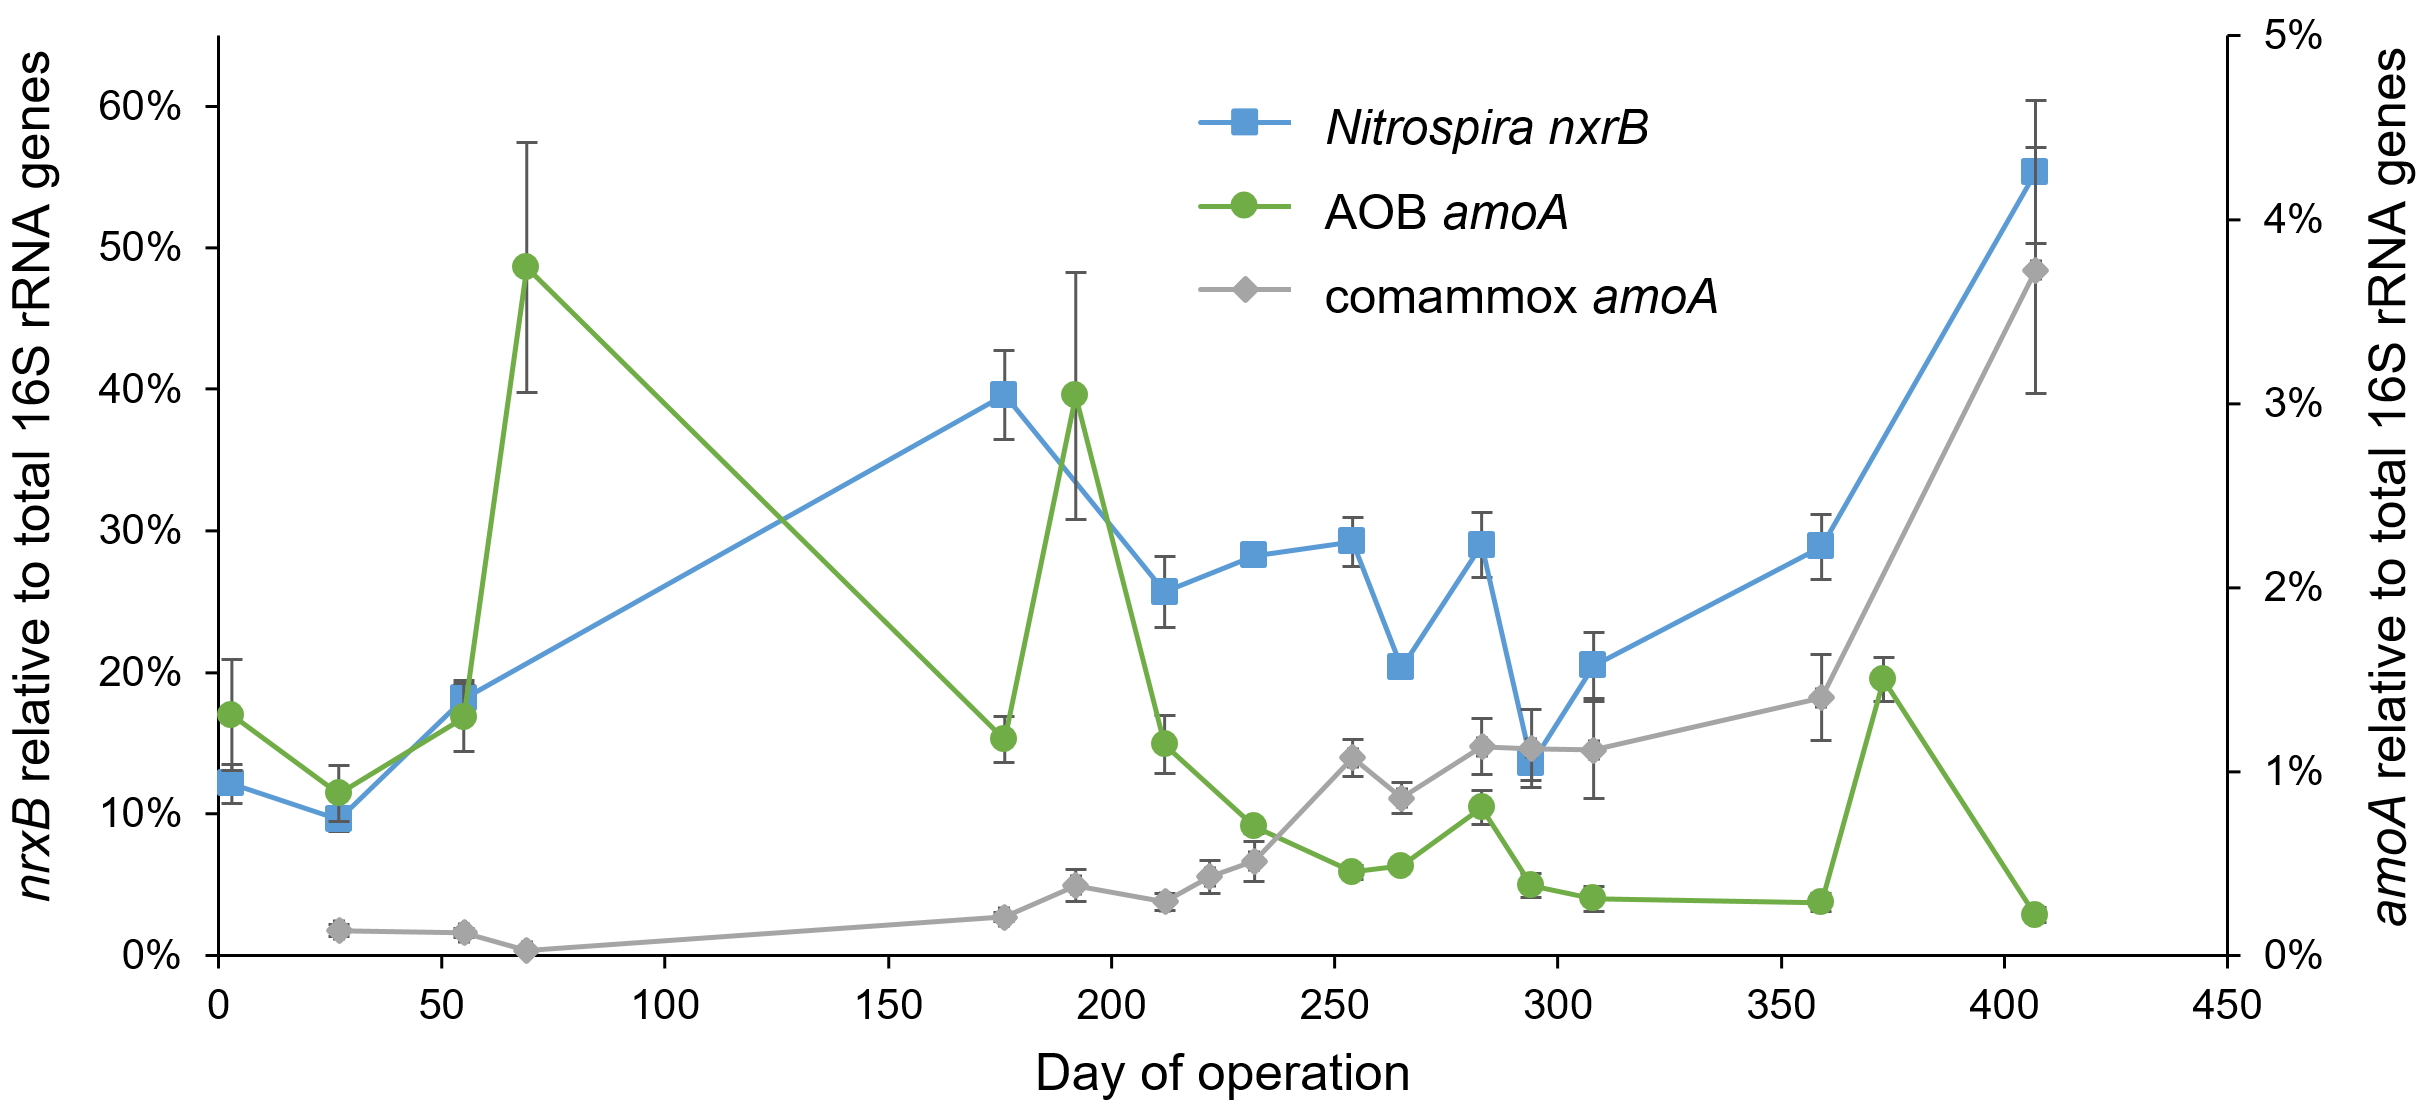 nrxB relative to total 16S rRNA genes
60%
50%
40%
30%
20%
10%
0%
Nitrospira nxrB
AOB amoA
comammox amoA
5%
4%
3%
2%
1%
0%
amoA relative to total 16S rRNA genes
0 50 100 150 200 250 300 350 400 450
Day of operation